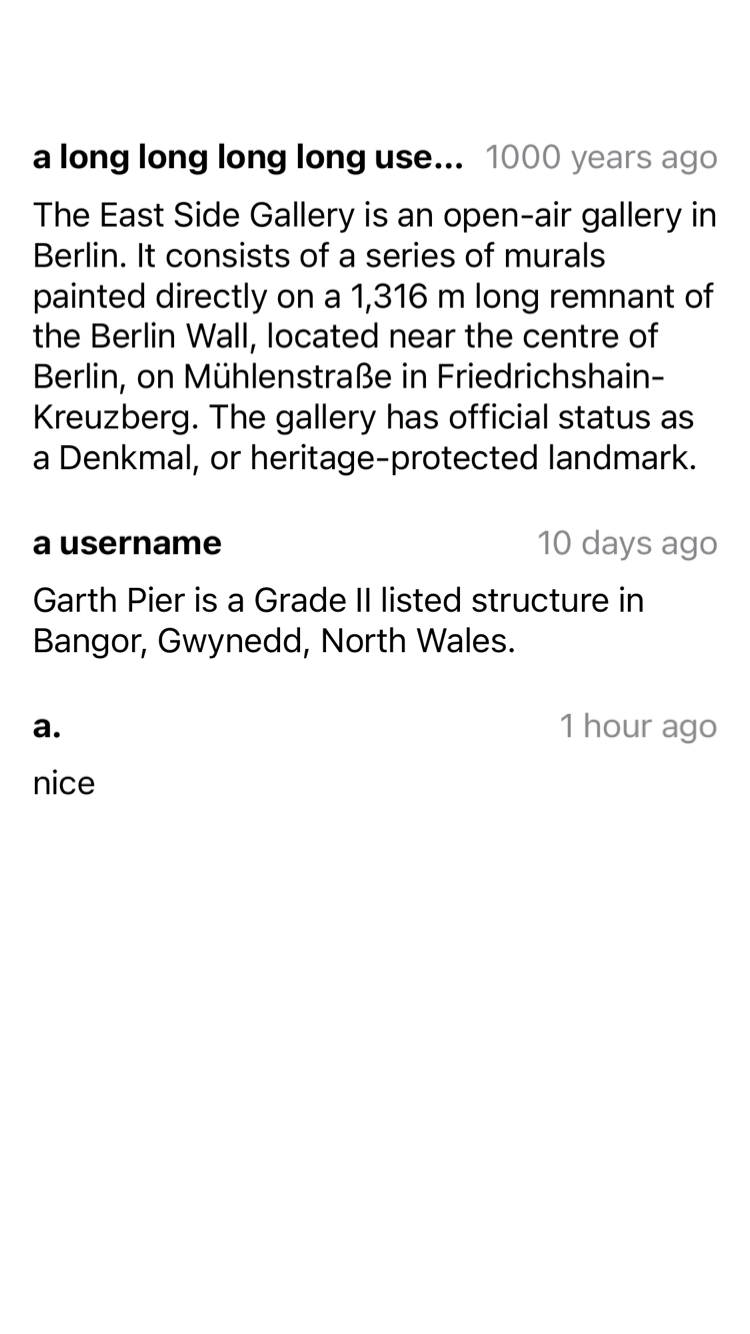 a long long long long use... 1000 years ago
The East Side Gallery is an open-air gallery in
Berlin. It consists of a series of murals
painted directly on a 1,316 m long remnant of
the Berlin Wall, located near the centre of
Berlin, on Mühlenstraße in Friedrichshain-
Kreuzberg. The gallery has official status as
a Denkmal, or heritage-protected landmark.
a username 10 days ago
Garth Pier is a Grade II listed structure in
Bangor, Gwynedd, North Wales.
a. 1 hour ago
nice